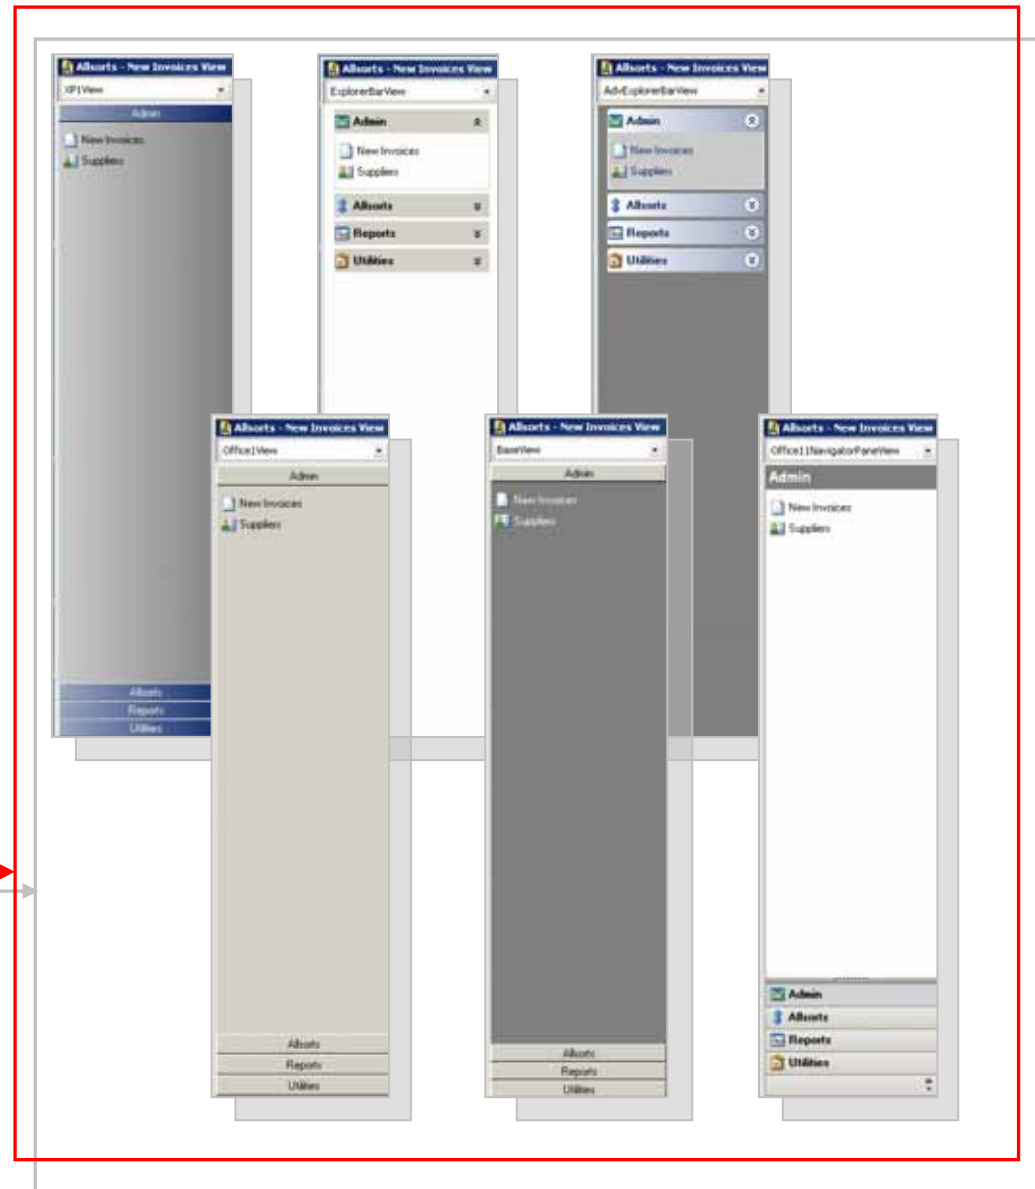 Allsorts - New Invoices View
XP1View
Admin
New Invoices
Suppliers
Allsorts
Reports
Utilities
Allsorts - New Invoices View
ExplorerBarView
Admin
New Invoices
Suppliers
Allsorts
Reports
Utilities
Allsorts - New Invoices View
AdvExplorerBarView
Admin
New Invoices
Suppliers
Allsorts
Reports
Utilities
Allsorts - New Invoices View
Office1View
Admin
New Invoices
Suppliers
Allsorts
Reports
Utilities
Allsorts - New Invoices View
BaseView
Admin
New Invoices
Suppliers
Allsorts
Reports
Utilities
Allsorts - New Invoices View
Office11NavigatorPaneView
Admin
New Invoices
Suppliers
Admin
Allsorts
Reports
Utilities